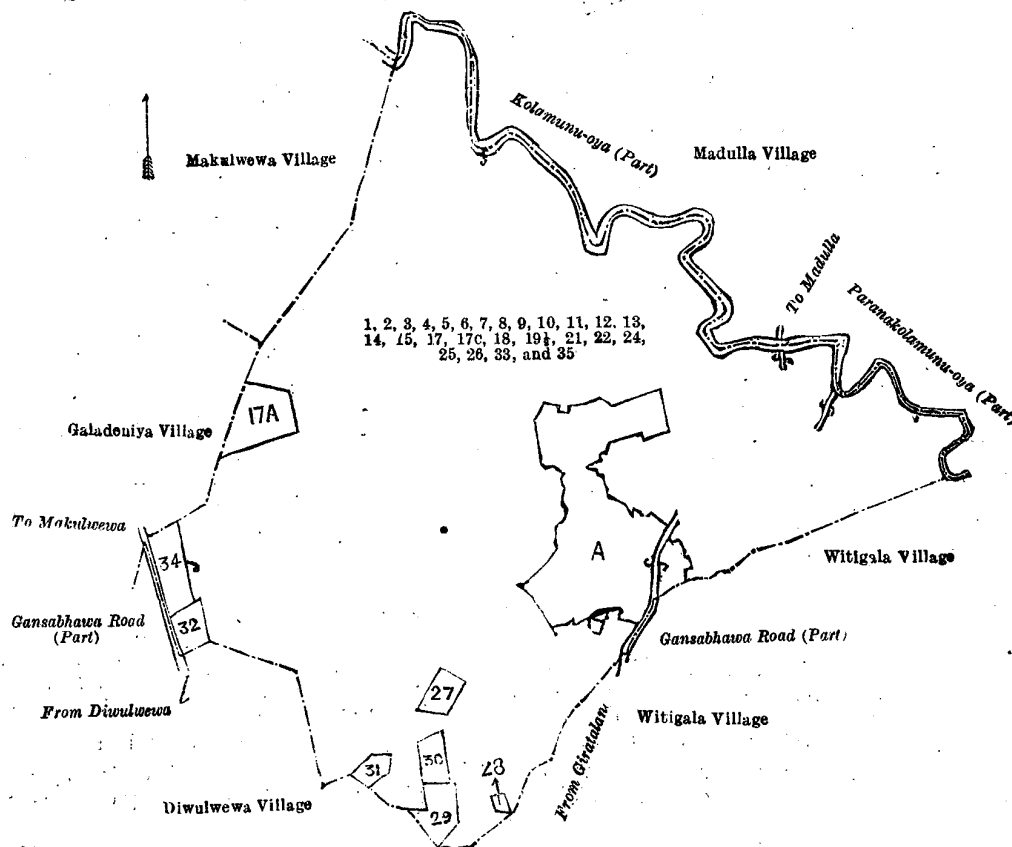 Kolamunu-oya (Part)
Makulwewa Village
Madulla Village
To Madulla
Paranakolamunu-oya (Part)
1, 2, 3, 4, 5, 6, 7, 8, 9, 10, 11, 12. 13,
14, 15, 17, 17C, 18, 19½, 21, 22, 24,
25, 26, 33, and 35
17A
Galadeniya Village
To Makulwewa
34
A
Witigala Village
Gansabhawa Road
(Part)
32
Gansabhawa Road (Part)
27
From Diwulwewa
Witigala Village
From Giratalan
30
31
28
Diwulwewa Village
29